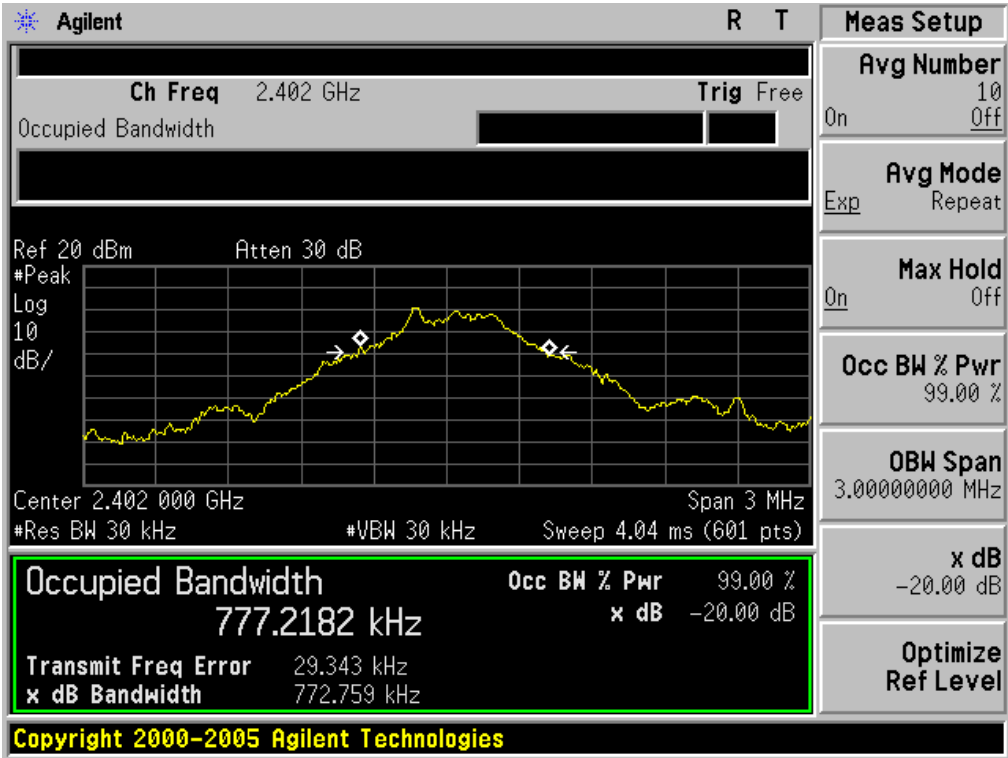 Agilent R T
Meas Setup
Ch Freq 2.402 GHz Trig Free
Occupied Bandwidth
Ref 20 dBm Atten 30 dB
#Peak
Log
10
dB/
Center 2.402 000 GHz Span 3 MHz
#Res BW 30 kHz #VBW 30 kHz Sweep 4.04 ms (601 pts)
Occupied Bandwidth Occ BW % Pwr 99.00 %
777.2182 kHz x dB -20.00 dB
Transmit Freq Error 29.343 kHz
x dB Bandwidth 772.759 kHz
Avg Number
10
On Off
Avg Mode
Exp Repeat
Max Hold
On Off
Occ BW % Pwr
99.00 %
OBW Span
3.00000000 MHz
x dB
-20.00 dB
Optimize
Ref Level
Copyright 2000-2005 Agilent Technologies